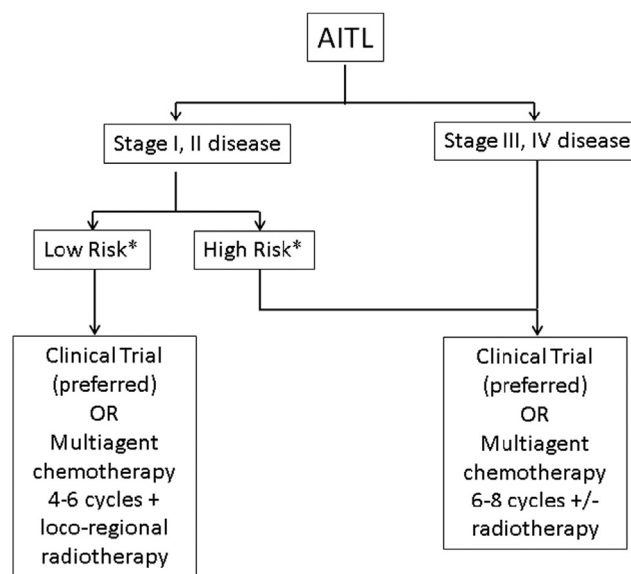 AITL
Stage I, II disease
Stage III, IV disease
Low Risk*
High Risk*
Clinical Trial
(preferred)
OR
Multiagent
chemotherapy
4-6 cycles +
loco-regional
radiotherapy
Clinical Trial
(preferred)
OR
Multiagent
chemotherapy
6-8 cycles +/-
radiotherapy